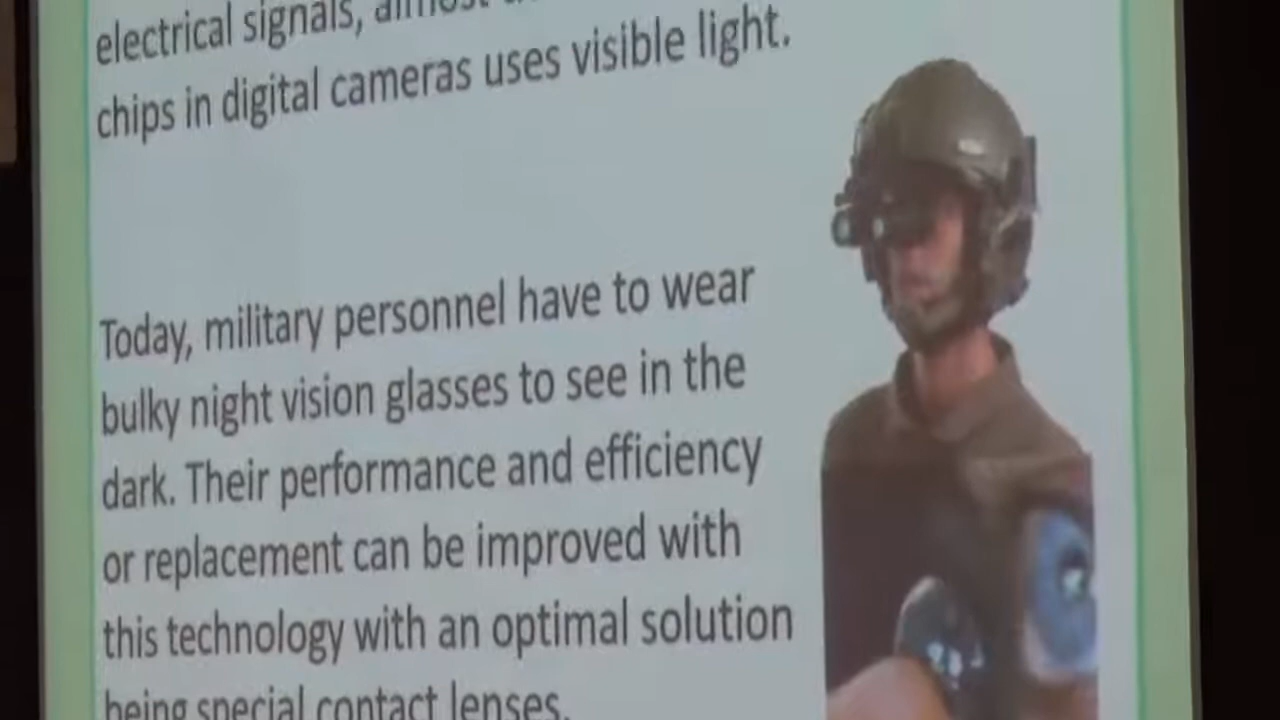 electrical signals, almost
chips in digital cameras uses visible light.
Today, military personnel have to wear
bulky night vision glasses to see in the
dark. Their performance and efficiency
or replacement can be improved with
this technology with an optimal solution
being special contact lenses.